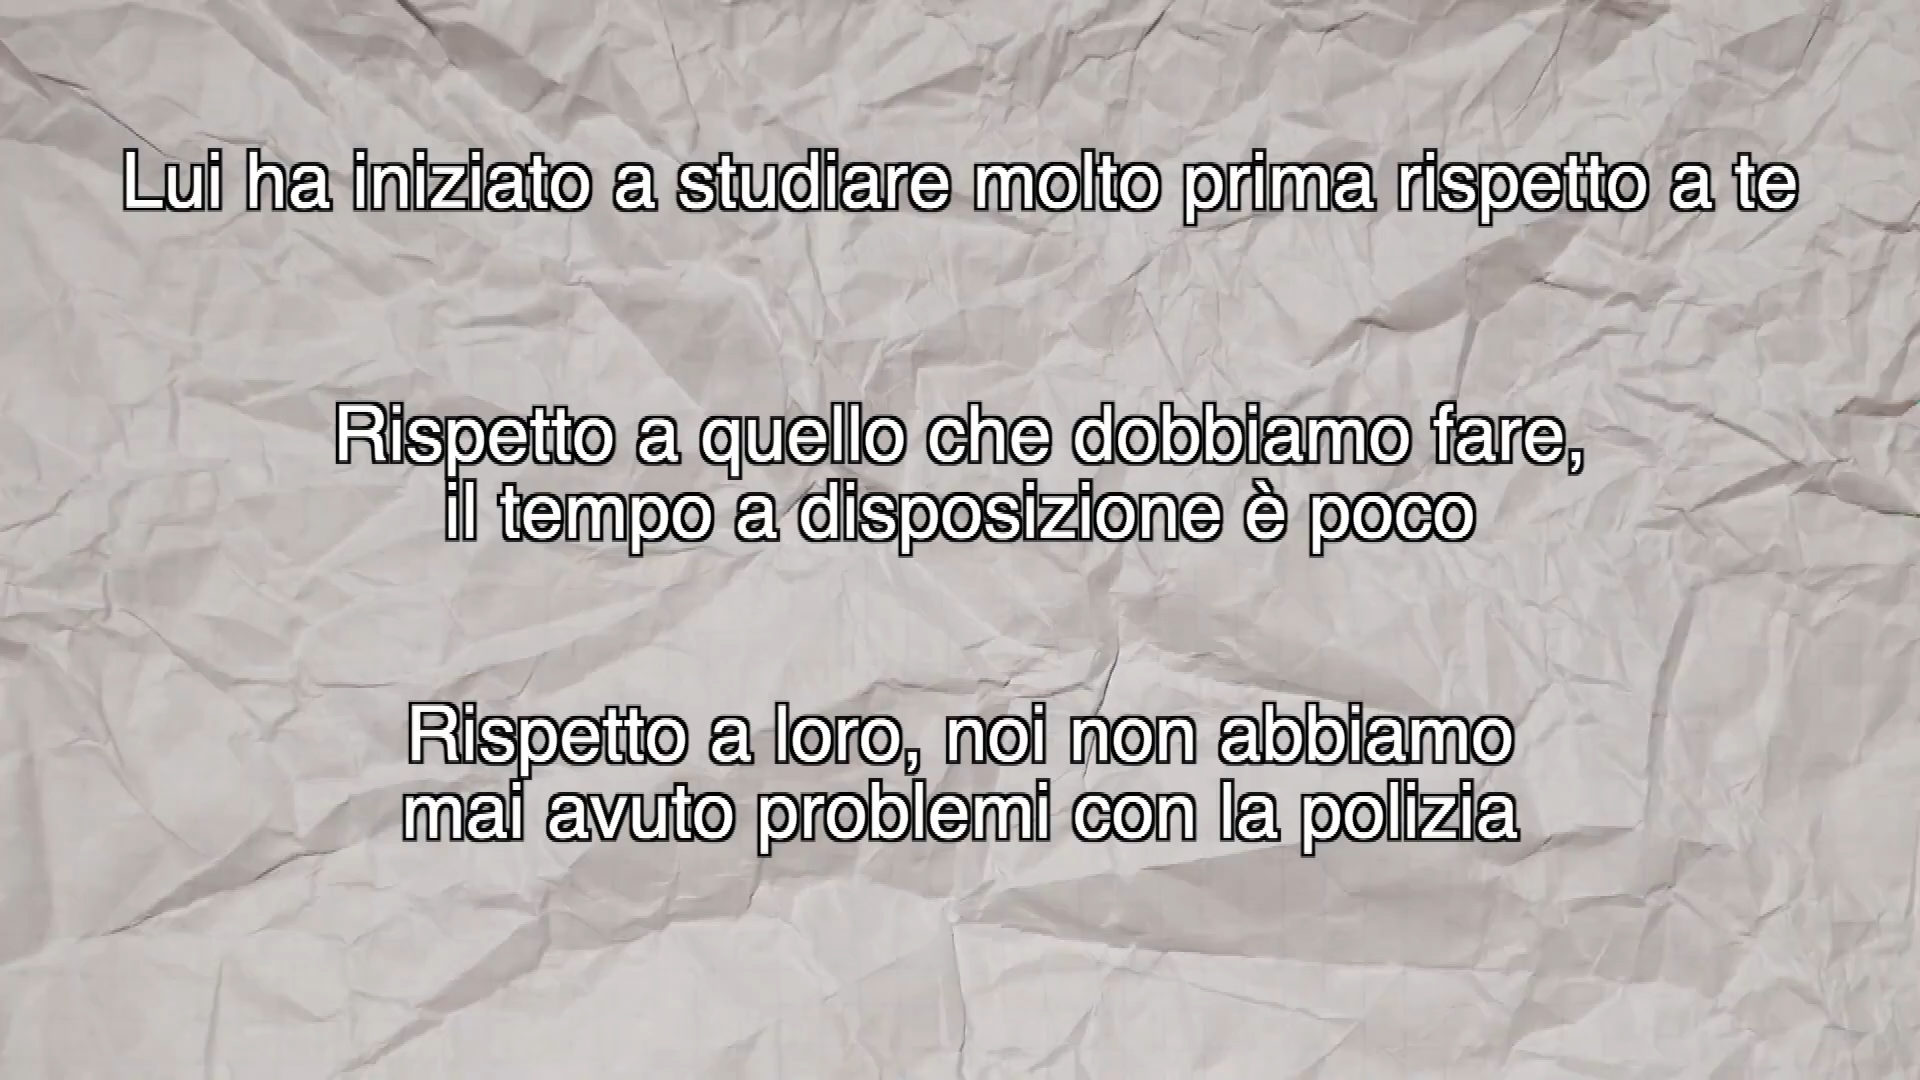 Lui ha iniziato a studiare molto prima rispetto a te
Rispetto a quello che dobbiamo fare,
il tempo a disposizione è poco
Rispetto a loro, noi non abbiamo
mai avuto problemi con la polizia